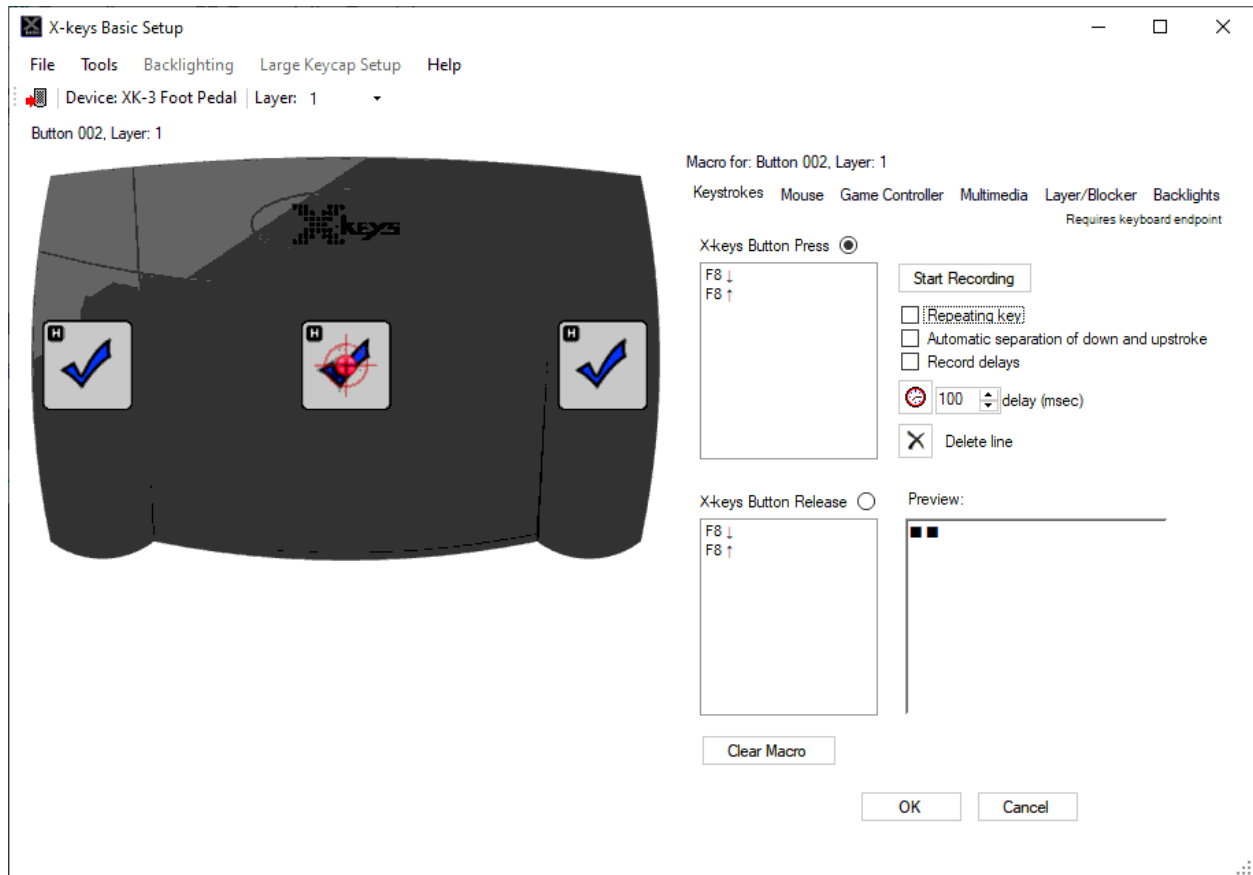 X-keys Basic Setup
File Tools Backlighting Large Keycap Setup Help
Device: XK-3 Foot Pedal Layer: 1
Button 002, Layer: 1
X-keys
H
H
H
Macro for: Button 002, Layer: 1
Keystrokes Mouse Game Controller Multimedia Layer/Blocker Backlights
Requires keyboard endpoint
X-keys Button Press
F8 ↓
F8 ↑
Start Recording
Repeating key
Automatic separation of down and upstroke
Record delays
100 delay (msec)
Delete line
X-keys Button Release
F8 ↓
F8 ↑
Preview:
■ ■
Clear Macro
OK Cancel